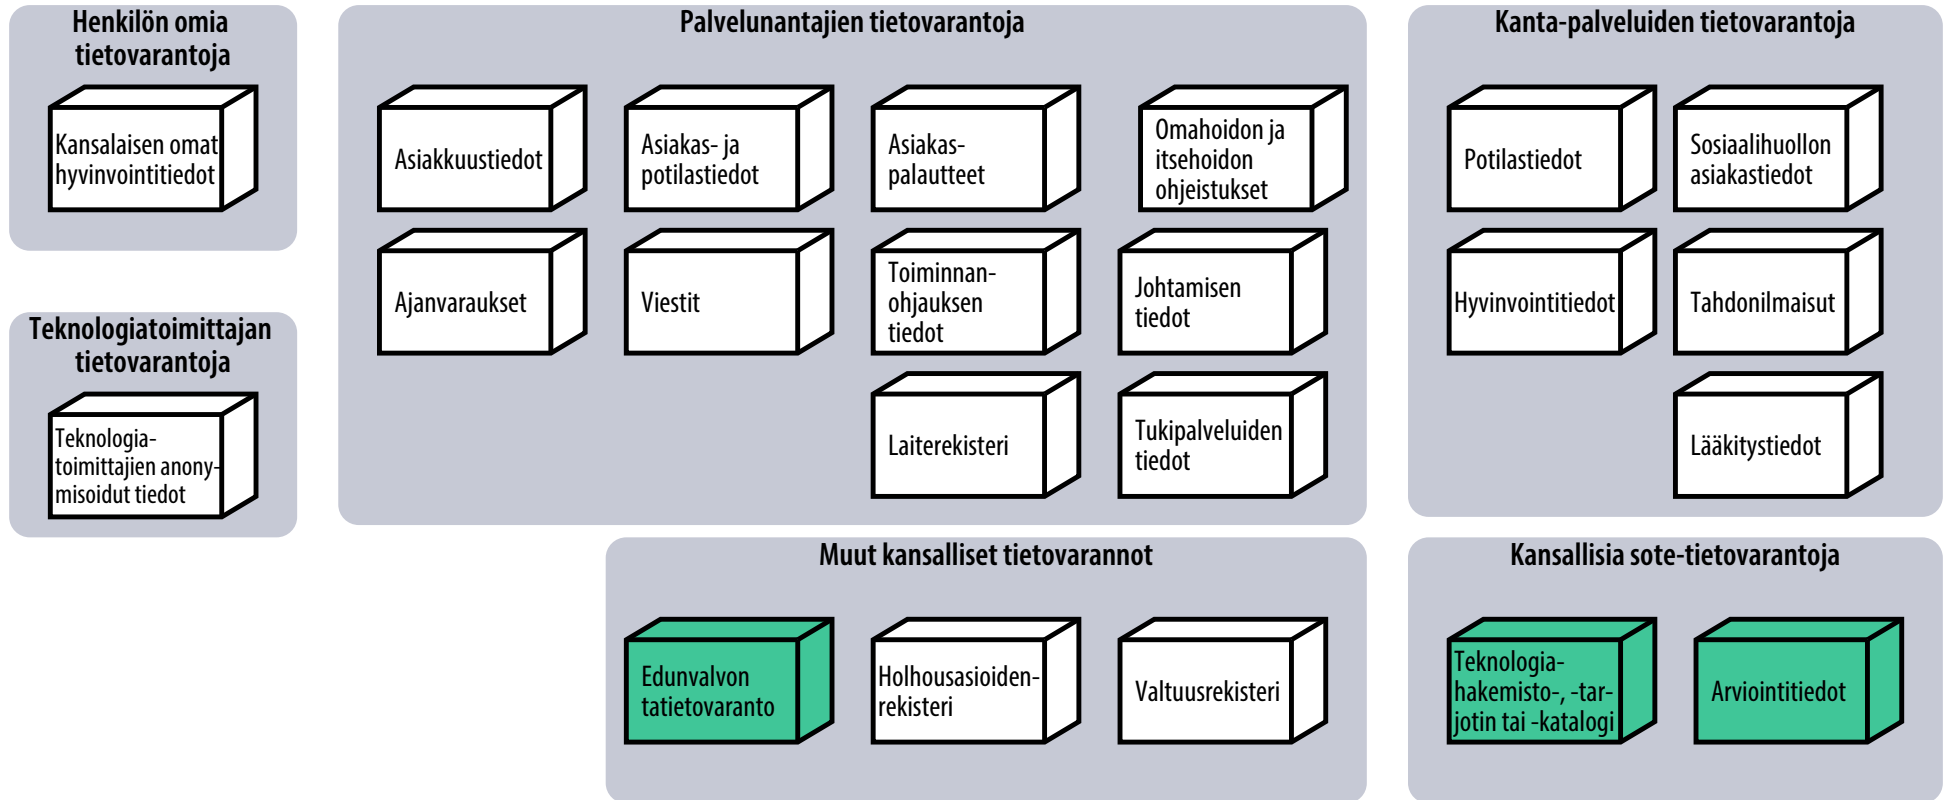 Henkilön omia
tietovarantoja
Kansalaisen omat
hyvinvointitiedot
Teknologiatoimittajan
tietovarantoja
Teknologia-
toimittajien anony-
misoidut tiedot
Palvelunantajien tietovarantoja
Asiakkuustiedot
Asiakas- ja
potilastiedot
Asiakas-
palautteet
Omahoidon ja
itsehoidon
ohjeistukset
Ajanvaraukset
Viestit
Toiminnan-
ohjauksen
tiedot
Johtamisen
tiedot
Laiterekisteri
Tukipalveluiden
tiedot
Kanta-palveluiden tietovarantoja
Potilastiedot
Sosiaalihuollon
asiakastiedot
Hyvinvointitiedot
Tahdonilmaisut
Lääkitystiedot
Muut kansalliset tietovarannot
Edunvalvon
tatietovaranto
Holhousasioiden-
rekisteri
Valtuusrekisteri
Kansallisia sote-tietovarantoja
Teknologia-
hakemisto-, -tar-
jotin tai -katalogi
Arviointitiedot